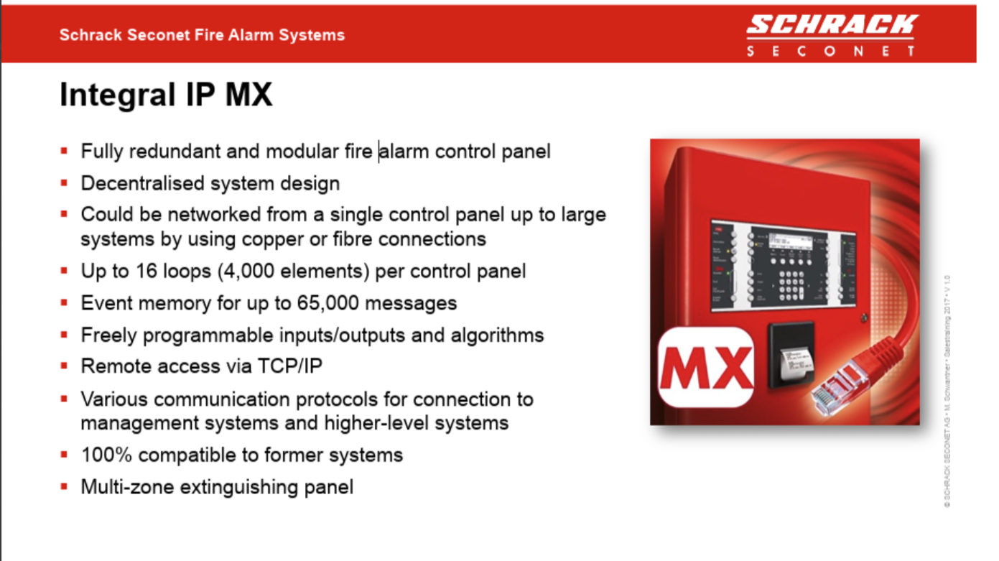 Schrack Seconet Fire Alarm Systems
SCHRACK
SECONET
Integral IP MX
Fully redundant and modular fire alarm control panel
Decentralised system design
Could be networked from a single control panel up to large
systems by using copper or fibre connections
Up to 16 loops (4,000 elements) per control panel
Event memory for up to 65,000 messages
Freely programmable inputs/outputs and algorithms
Remote access via TCP/IP
Various communication protocols for connection to
management systems and higher-level systems
100% compatible to former systems
Multi-zone extinguishing panel
MX
© SCHRACK SECONET AG • M. Schwantner • Salestraining 2017 • V 1.0